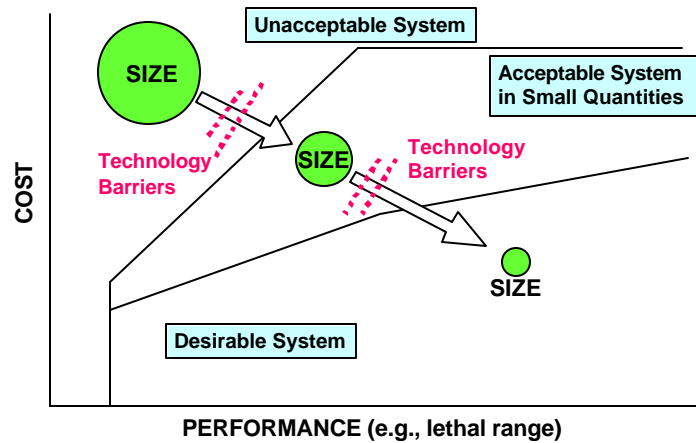 Unacceptable System
SIZE
Acceptable System
in Small Quantities
Technology
Barriers
SIZE
Technology
Barriers
COST
SIZE
Desirable System
PERFORMANCE (e.g., lethal range)